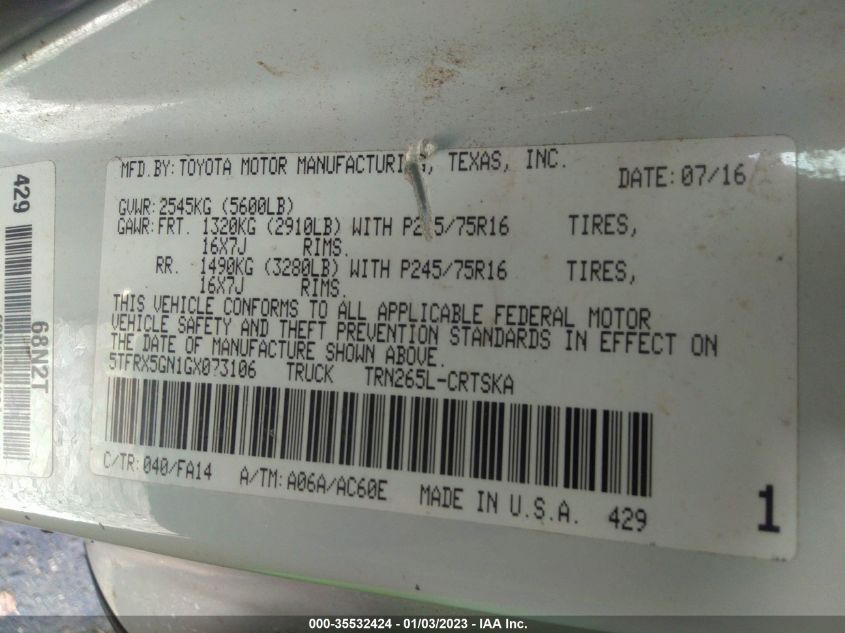 MFD.BY:TOYOTA MOTOR MANUFACTURING, TEXAS, INC.
DATE:07/16
GVWR:2545KG (5600LB)
GAWR:FRT. 1320KG (2910LB) WITH P245/75R16 TIRES,
16X7J RIMS.
RR. 1490KG (3280LB) WITH P245/75R16 TIRES,
16X7J RIMS.
THIS VEHICLE CONFORMS TO ALL APPLICABLE FEDERAL MOTOR
VEHICLE SAFETY AND THEFT PREVENTION STANDARDS IN EFFECT ON
THE DATE OF MANUFACTURE SHOWN ABOVE.
5TFRX5GN1GX073106 TRUCK TRN265L-CRTSKA
C/TR:040/FA14 A/TM:A06A/AC60E MADE IN U.S.A. 429
1
429
68N2T
000-35532424 - 01/03/2023 - IAA Inc.